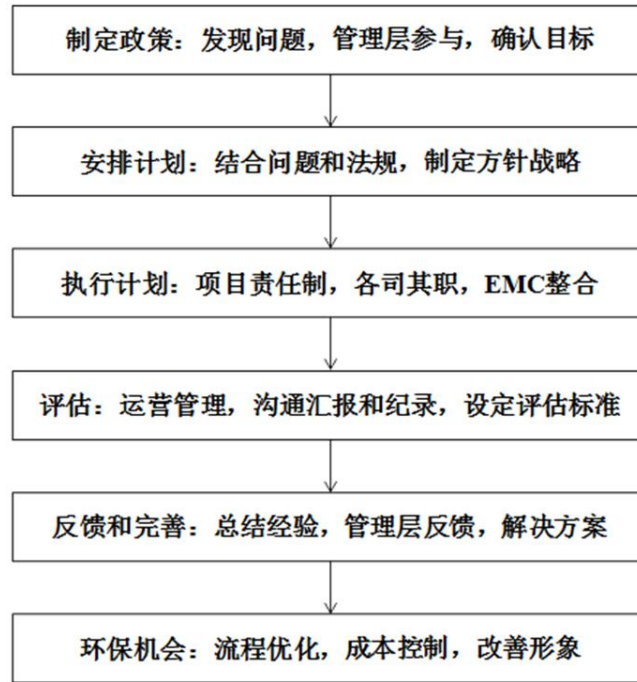 制定政策：发现问题，管理层参与，确认目标
安排计划：结合问题和法规，制定方针战略
执行计划：项目责任制，各司其职，EMC整合
评估：运营管理，沟通汇报和纪录，设定评估标准
反馈和完善：总结经验，管理层反馈，解决方案
环保机会：流程优化，成本控制，改善形象